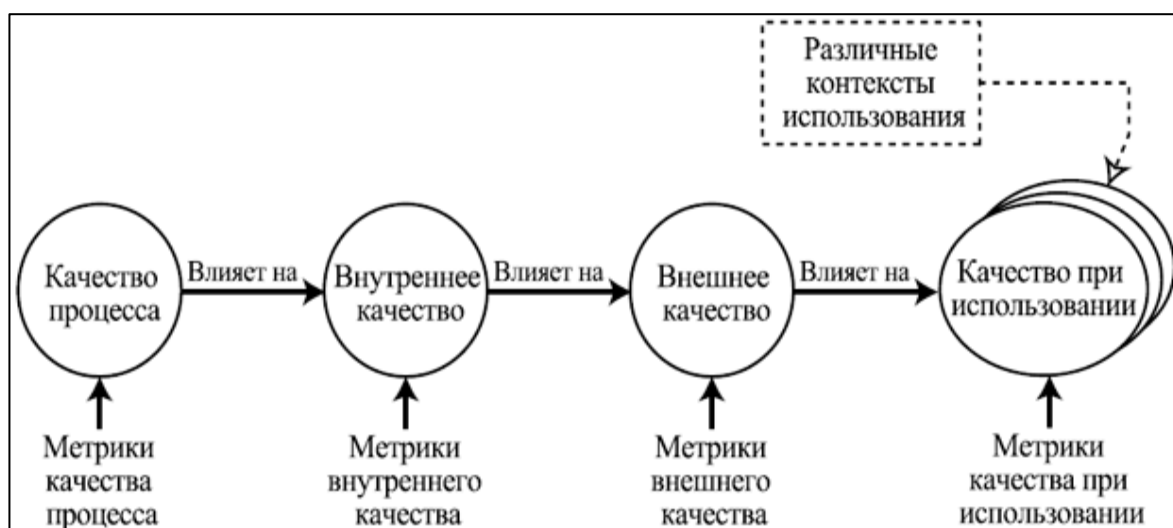 Различные
контексты
использования
Качество
процесса
Влияет на
Внутреннее
качество
Влияет на
Внешнее
качество
Влияет на
Качество при
использовании
Метрики
качества
процесса
Метрики
внутреннего
качества
Метрики
внешнего
качества
Метрики
качества при
использовании